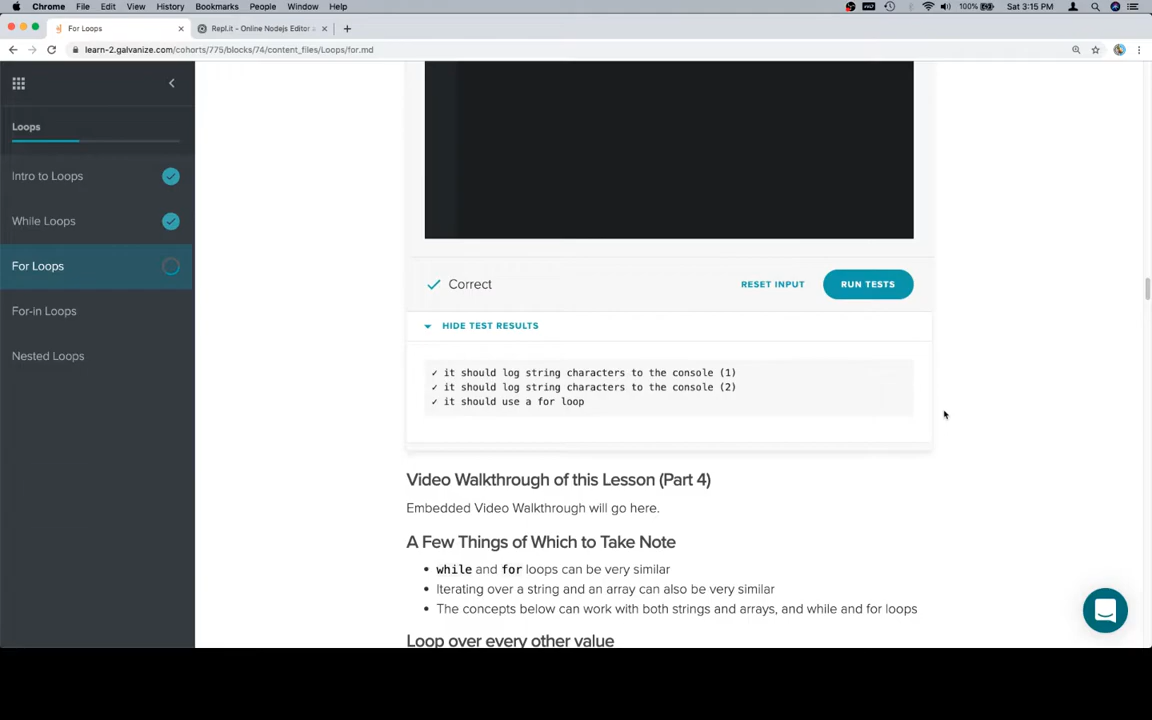 Chrome File Edit View History Bookmarks People Window Help 100% Sat 3:15 PM
For Loops × Repl.it - Online Nodejs Editor × +
learn-2.galvanize.com/cohorts/775/blocks/74/content_files/Loops/for.md
Loops
Intro to Loops
While Loops
For Loops
For-in Loops
Nested Loops
✓ Correct RESET INPUT RUN TESTS
HIDE TEST RESULTS
✓ it should log string characters to the console (1)
✓ it should log string characters to the console (2)
✓ it should use a for loop
Video Walkthrough of this Lesson (Part 4)
Embedded Video Walkthrough will go here.
A Few Things of Which to Take Note
• while and for loops can be very similar
• Iterating over a string and an array can also be very similar
• The concepts below can work with both strings and arrays, and while and for loops
Loop over every other value